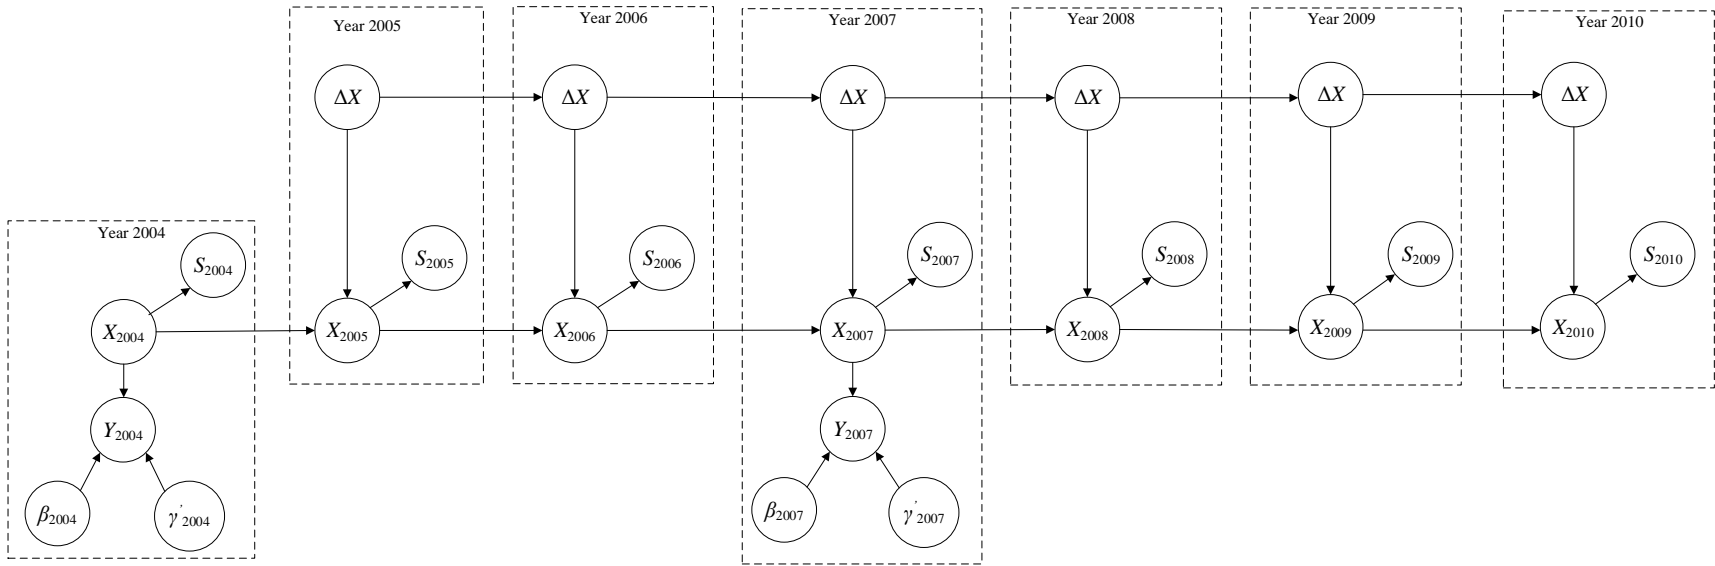 Year 2005
Year 2006
Year 2007
Year 2008
Year 2009
Year 2010
ΔX
ΔX
ΔX
ΔX
ΔX
ΔX
Year 2004
S2004
S2005
S2006
S2007
S2008
S2009
S2010
X2004
X2005
X2006
X2007
X2008
X2009
X2010
Y2004
Y2007
β2004
γ'2004
β2007
γ'2007